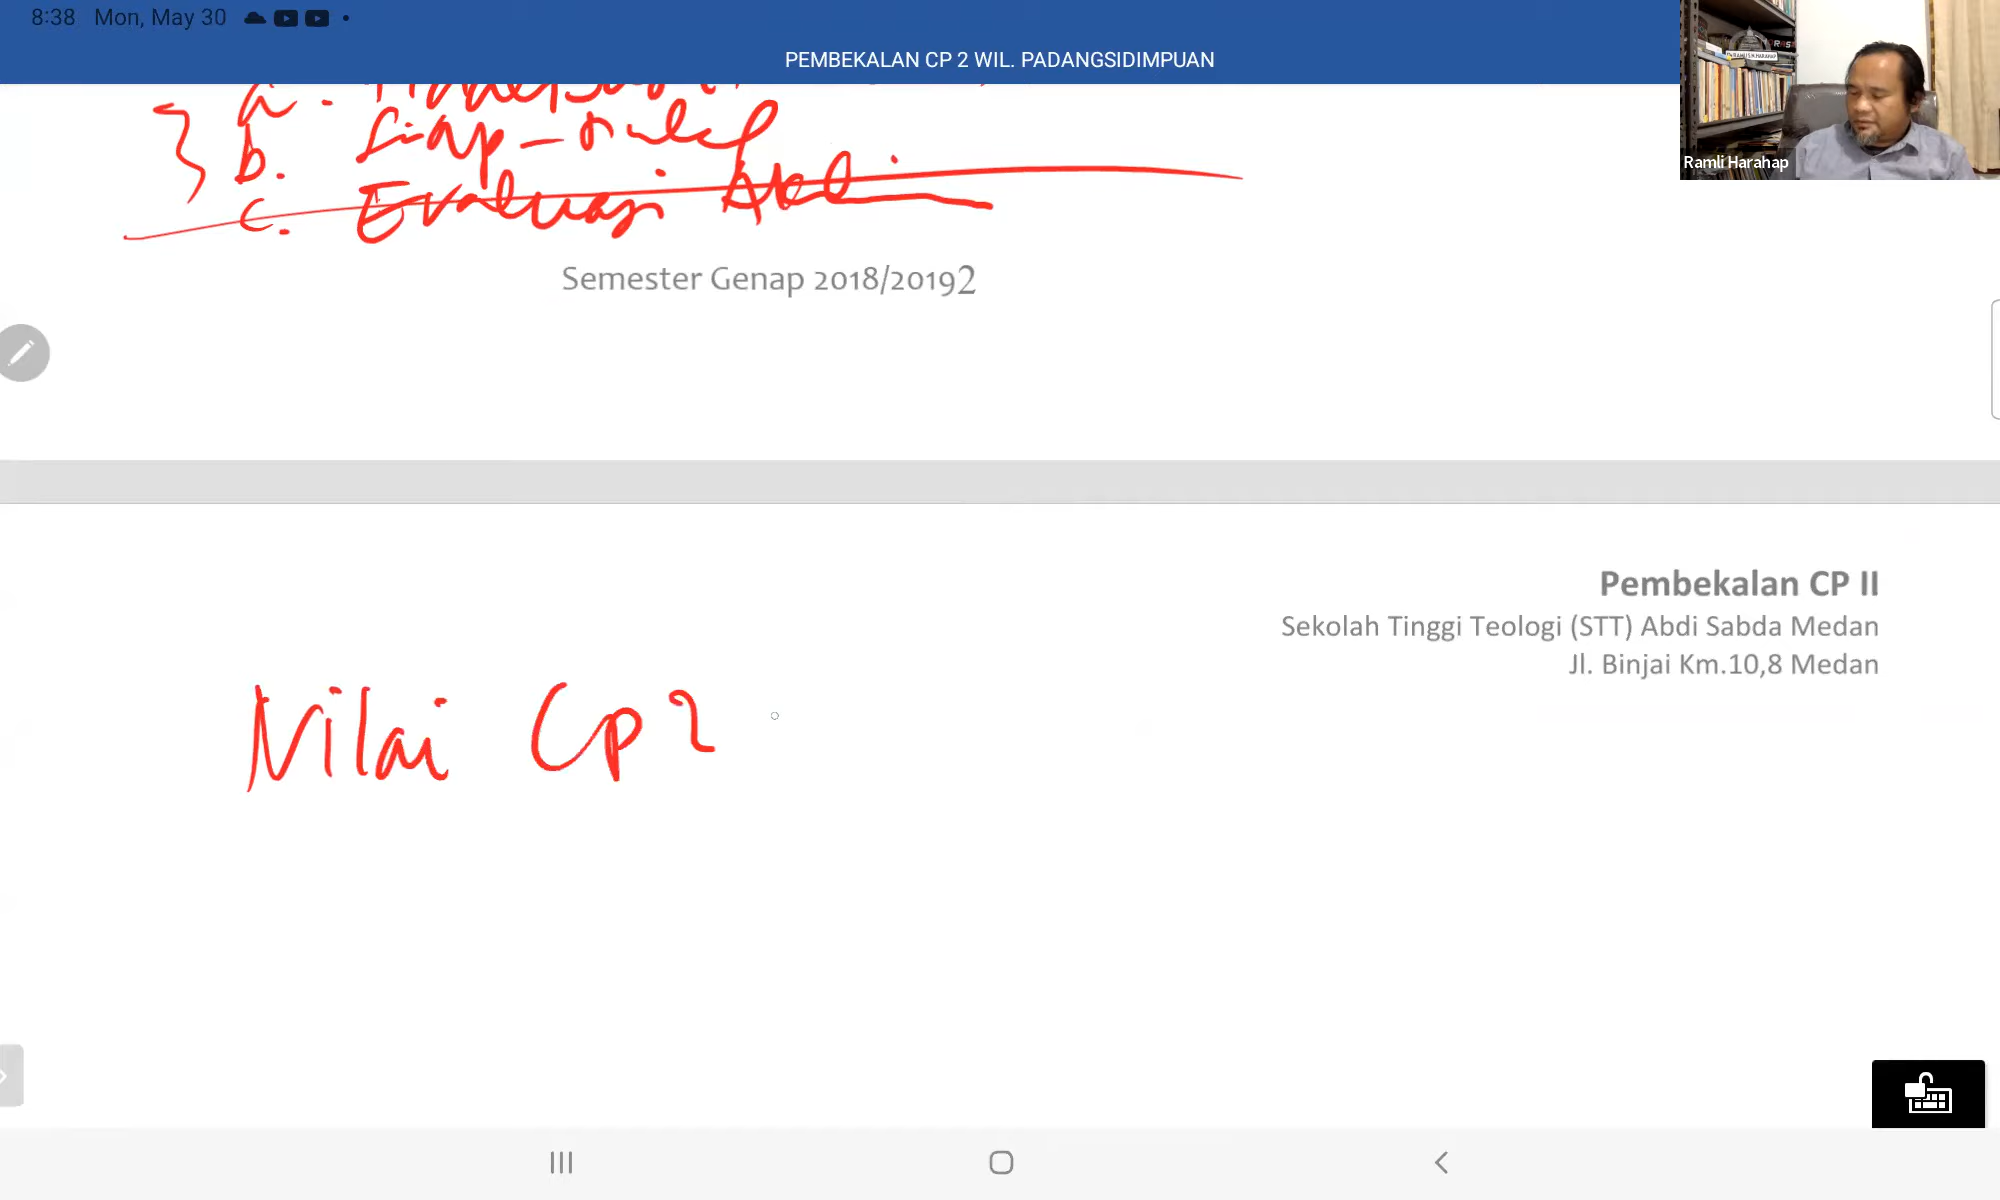 8:38 Mon, May 30
PEMBEKALAN CP 2 WIL. PADANGSIDIMPUAN
Ramli Harahap
a.
b.
c. Evaluasi
Semester Genap 2018/20192
Pembekalan CP II
Sekolah Tinggi Teologi (STT) Abdi Sabda Medan
Jl. Binjai Km.10,8 Medan
Nilai Cp 2